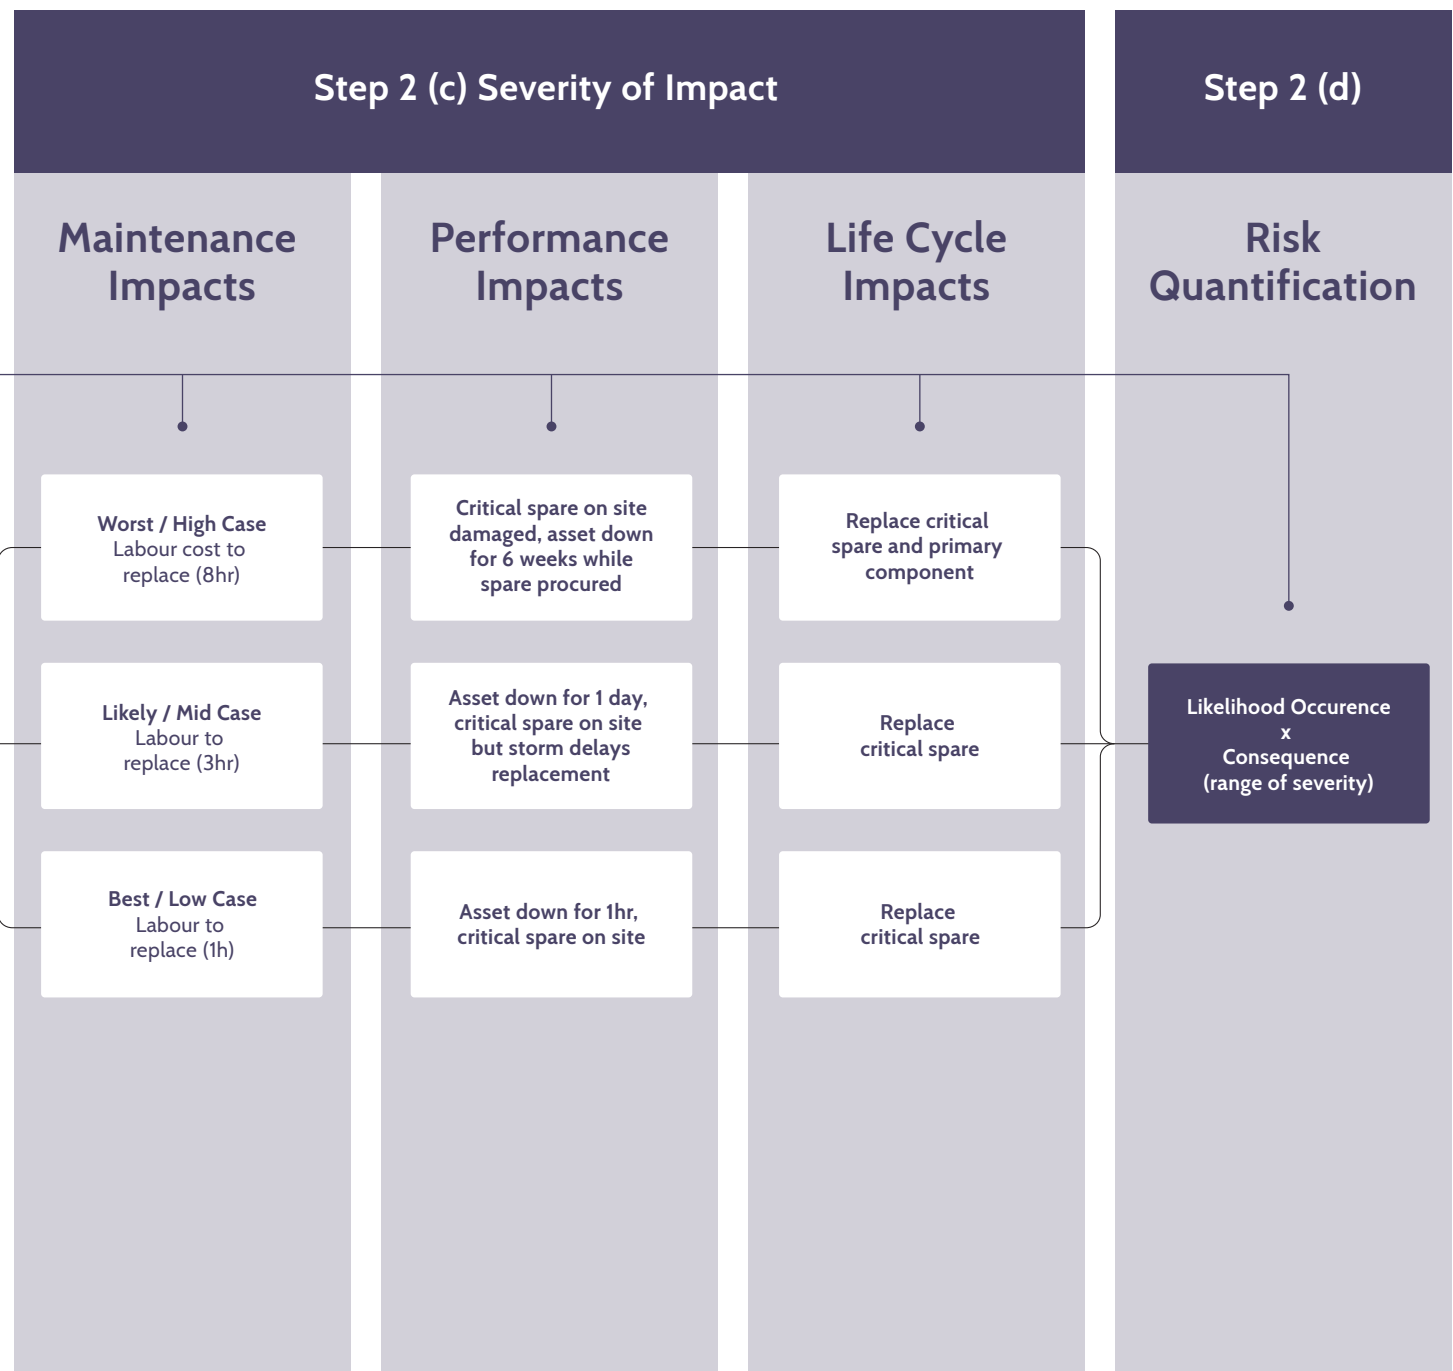 Step 2 (c) Severity of Impact
Step 2 (d)
Maintenance
Impacts
Performance
Impacts
Life Cycle
Impacts
Risk
Quantification
Worst / High Case
Labour cost to
replace (8hr)
Critical spare on site
damaged, asset down
for 6 weeks while
spare procured
Replace critical
spare and primary
component
Likely / Mid Case
Labour to
replace (3hr)
Asset down for 1 day,
critical spare on site
but storm delays
replacement
Replace
critical spare
Likelihood Occurence
x
Consequence
(range of severity)
Best / Low Case
Labour to
replace (1h)
Asset down for 1hr,
critical spare on site
Replace
critical spare